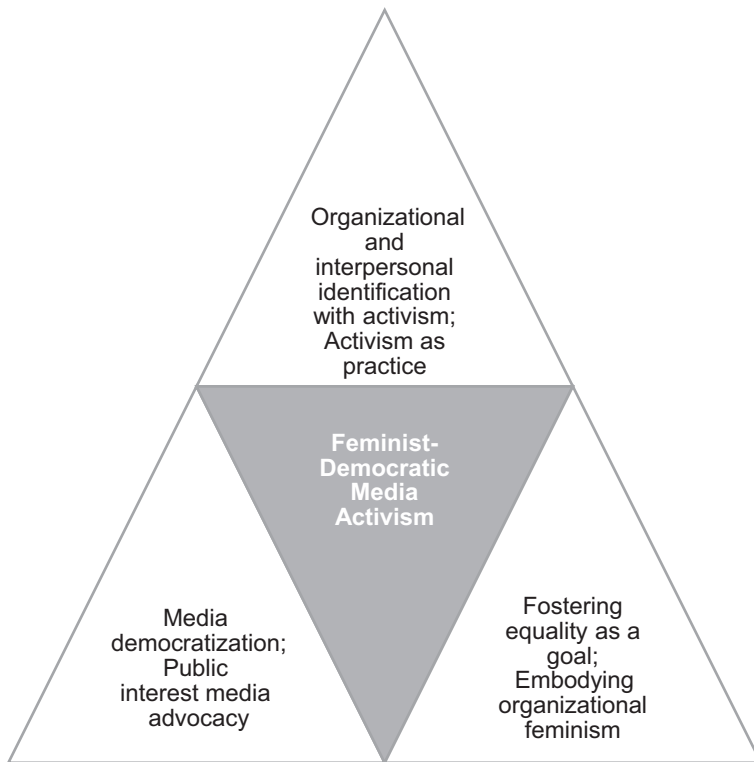 Organizational
and
interpersonal
identification
with activism;
Activism as
practice
Feminist-
Democratic
Media
Activism
Media
democratization;
Public
interest media
advocacy
Fostering
equality as a
goal;
Embodying
organizational
feminism